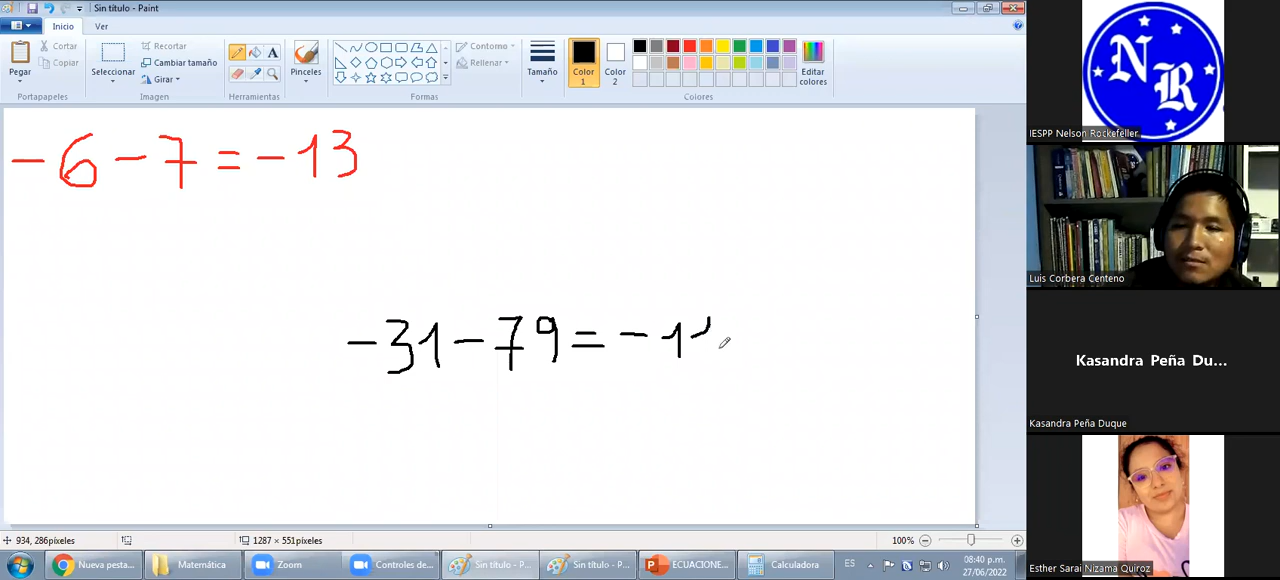 Sin título - Paint
Inicio
Ver
Pegar
Cortar
Copiar
Portapapeles
Seleccionar
Recortar
Cambiar tamaño
Girar
Imagen
A
Herramientas
Pinceles
Contorno
Rellenar
Formas
Tamaño
Color 1
Color 2
Editar colores
Colores
-6-7=-13
-31-79=-11
934, 286píxeles
1287 × 551píxeles
100%
Nueva pesta...
Matemática
Zoom
Controles de...
Sin título - P...
Sin título - P...
ECUACIONE...
Calculadora
ES
08:40 p.m.
27/06/2022
NR
IESPP Nelson Rockefeller
Luis Corbera Centeno
Kasandra Peña Du...
Kasandra Peña Duque
Esther Sarai Nizama Quiroz